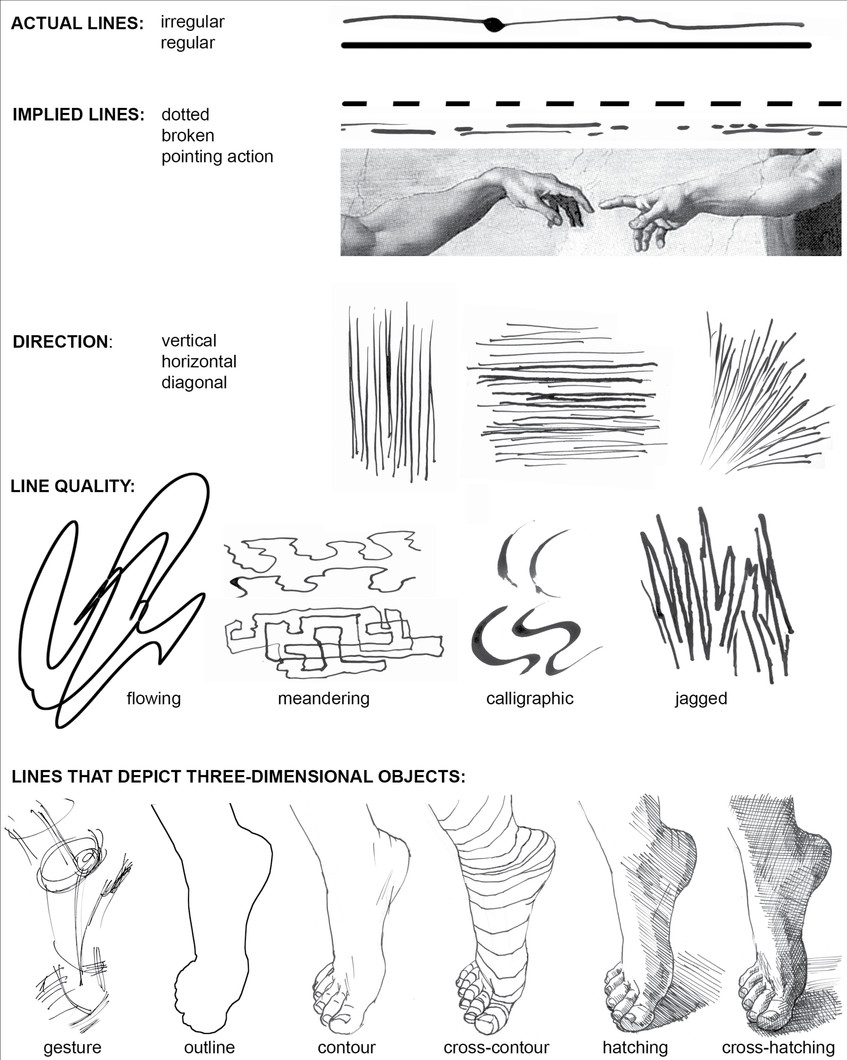 ACTUAL LINES: irregular
regular
IMPLIED LINES: dotted
broken
pointing action
DIRECTION: vertical
horizontal
diagonal
LINE QUALITY:
flowing meandering calligraphic jagged
LINES THAT DEPICT THREE-DIMENSIONAL OBJECTS:
gesture outline contour cross-contour hatching cross-hatching